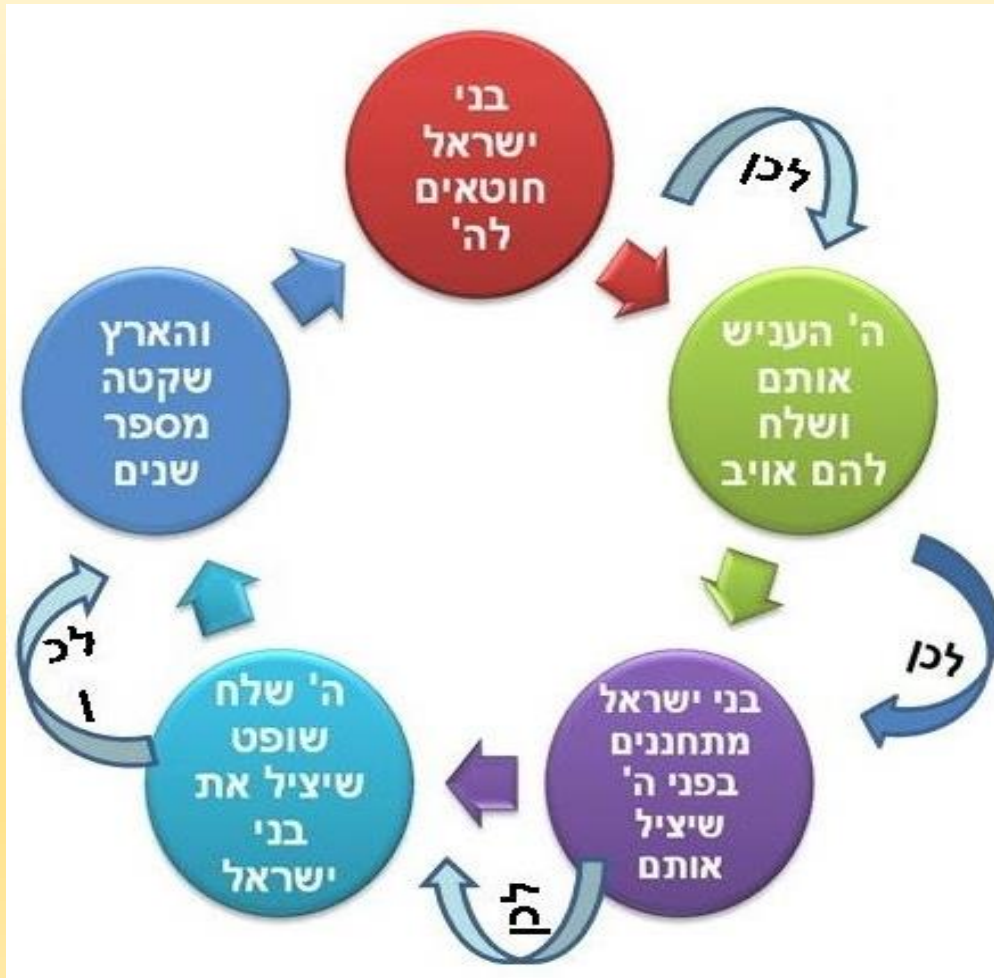 בני
ישראל
חוטאים
לה'
לכן
ה' העניש
אותם
ושלח
להם אויב
לכן
בני ישראל
מתחננים
בפני ה'
שיציל
אותם
לכן
ה' שלח
שופט
שיציל את
בני
ישראל
לכ
ן
והארץ
שקטה
מספר
שנים